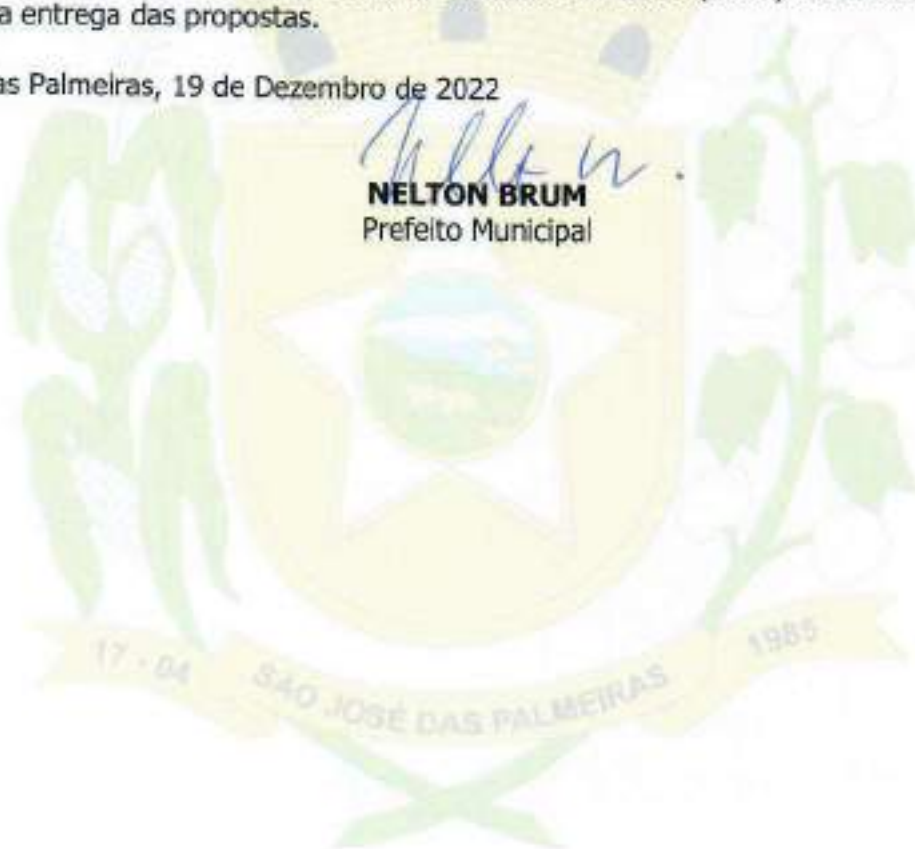 a entrega das propostas.
as Palmeiras, 19 de Dezembro de 2022
NELTON BRUM
Prefeito Municipal
17 - 04 SÃO JOSÉ DAS PALMEIRAS 1985